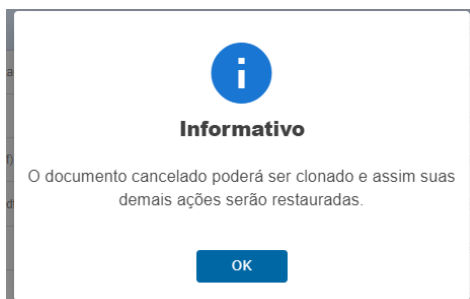 Informativo
O documento cancelado poderá ser clonado e assim suas
demais ações serão restauradas.
OK